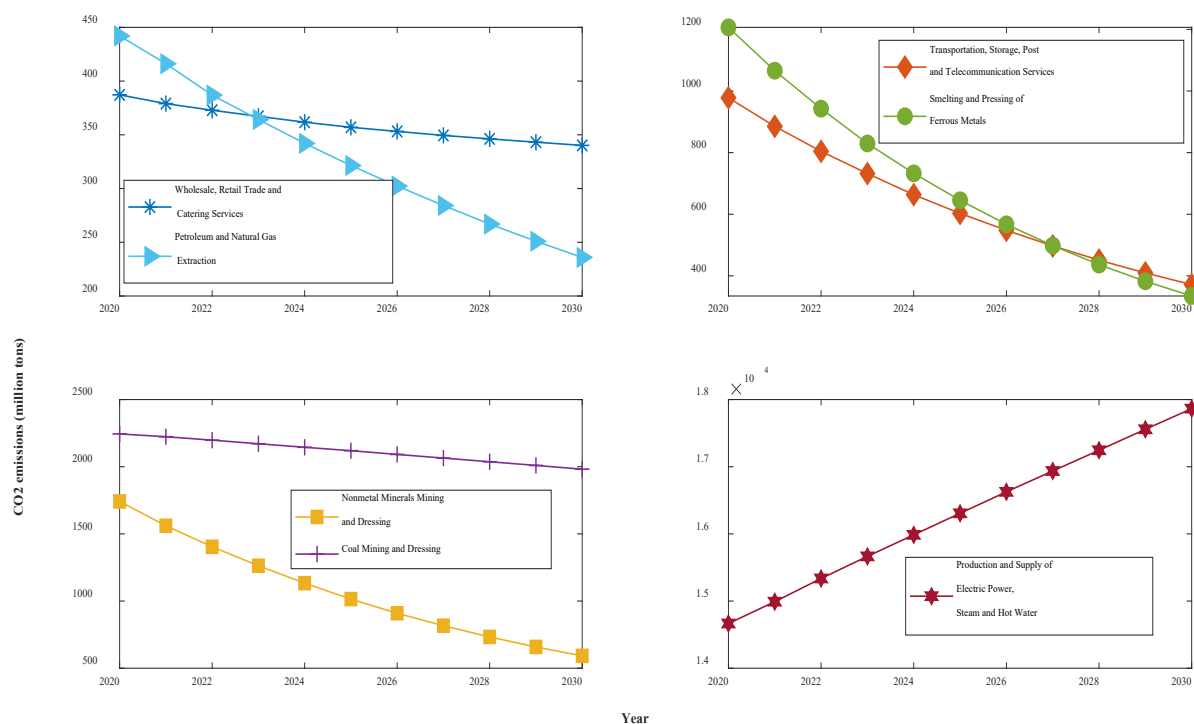 450
400
350
300
250
200
Wholesale, Retail Trade and
Catering Services
Petroleum and Natural Gas
Extraction
2020 2022 2024 2026 2028 2030
1200
1000
800
600
400
Transportation, Storage, Post
and Telecommunication Services
Smelting and Pressing of
Ferrous Metals
2020 2022 2024 2026 2028 2030
CO2 emissions (million tons)
2500
2000
1500
1000
500
Nonmetal Minerals Mining
and Dressing
Coal Mining and Dressing
2020 2022 2024 2026 2028 2030
× 10 4
1.8
1.7
1.6
1.5
1.4
Production and Supply of
Electric Power,
Steam and Hot Water
2020 2022 2024 2026 2028 2030
Year